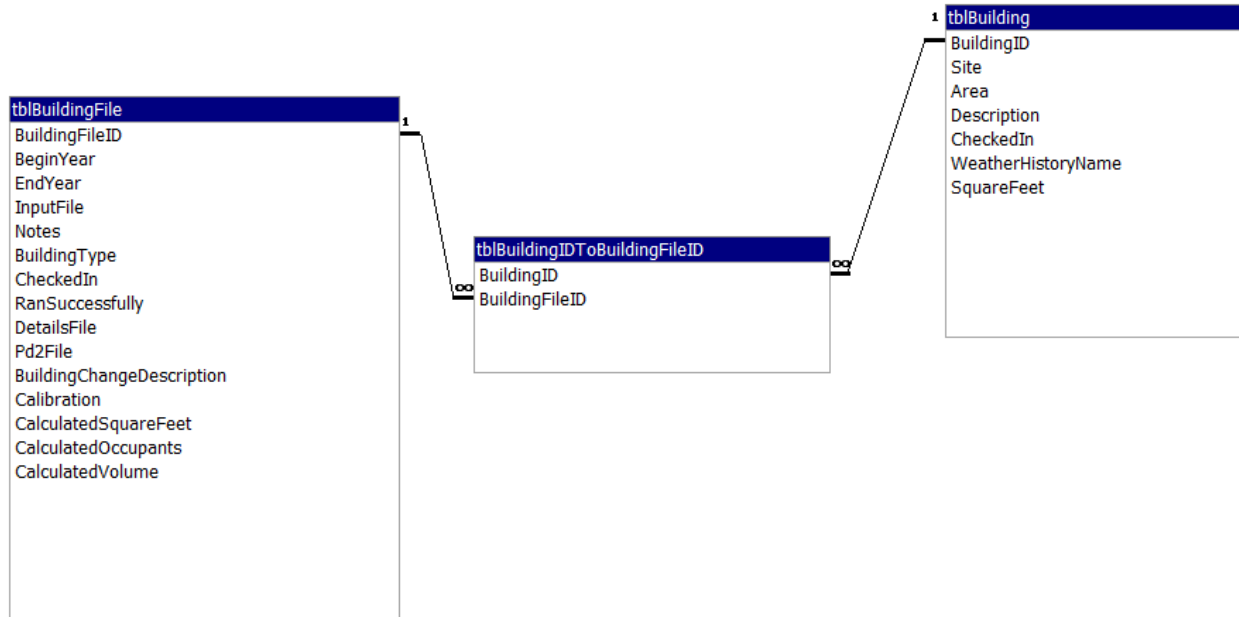 tblBuildingFile
BuildingFileID
BeginYear
EndYear
InputFile
Notes
BuildingType
CheckedIn
RanSuccessfully
DetailsFile
Pd2File
BuildingChangeDescription
Calibration
CalculatedSquareFeet
CalculatedOccupants
CalculatedVolume
1
∞
tblBuildingIDToBuildingFileID
BuildingID
BuildingFileID
∞
1
tblBuilding
BuildingID
Site
Area
Description
CheckedIn
WeatherHistoryName
SquareFeet